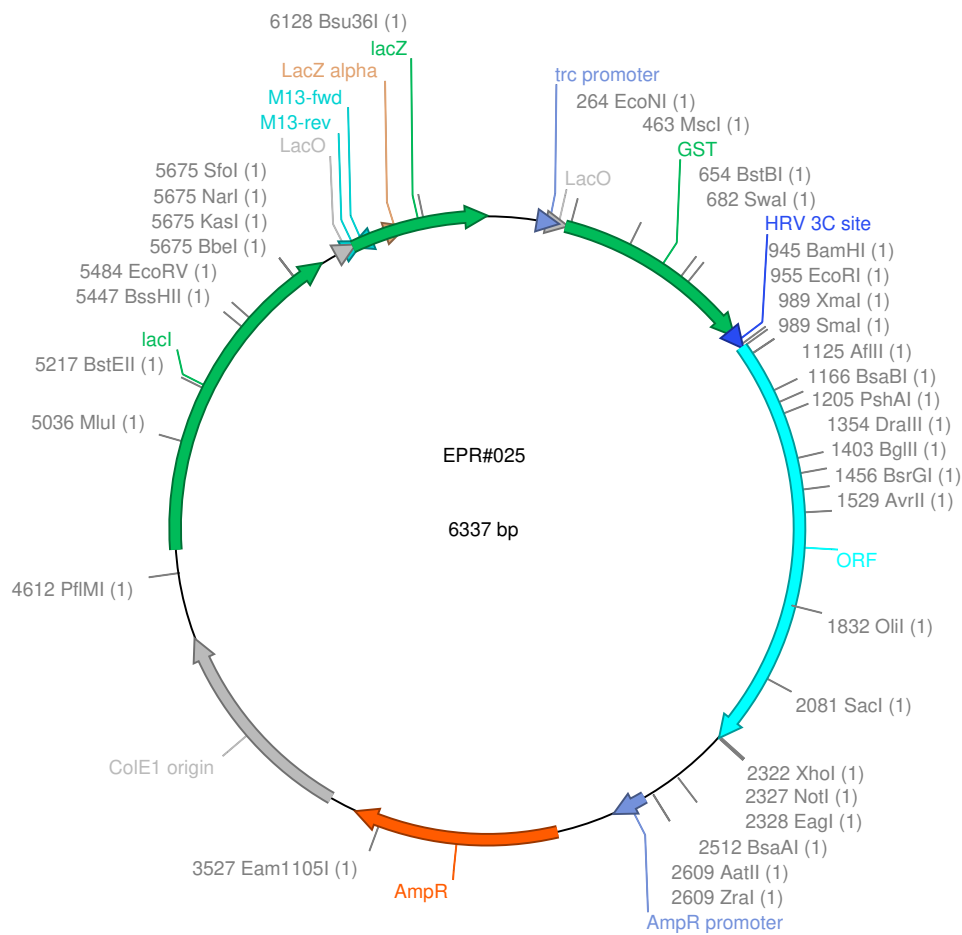 6128 Bsu36I (1)
lacZ
LacZ alpha
M13-fwd
M13-rev
LacO
5675 SfoI (1)
5675 NarI (1)
5675 KasI (1)
5675 BbeI (1)
5484 EcoRV (1)
5447 BssHII (1)
lacI
5217 BstEII (1)
5036 MluI (1)
4612 PflMI (1)
ColE1 origin
3527 Eam1105I (1)
AmpR
trc promoter
264 EcoNI (1)
463 MscI (1)
GST
LacO
654 BstBI (1)
682 SwaI (1)
HRV 3C site
945 BamHI (1)
955 EcoRI (1)
989 XmaI (1)
989 SmaI (1)
1125 AflII (1)
1166 BsaBI (1)
1205 PshAI (1)
1354 DraIII (1)
1403 BglII (1)
1456 BsrGI (1)
1529 AvrII (1)
ORF
1832 OliI (1)
2081 SacI (1)
2322 XhoI (1)
2327 NotI (1)
2328 EagI (1)
2512 BsaAI (1)
2609 AatII (1)
2609 ZraI (1)
AmpR promoter
EPR#025
6337 bp